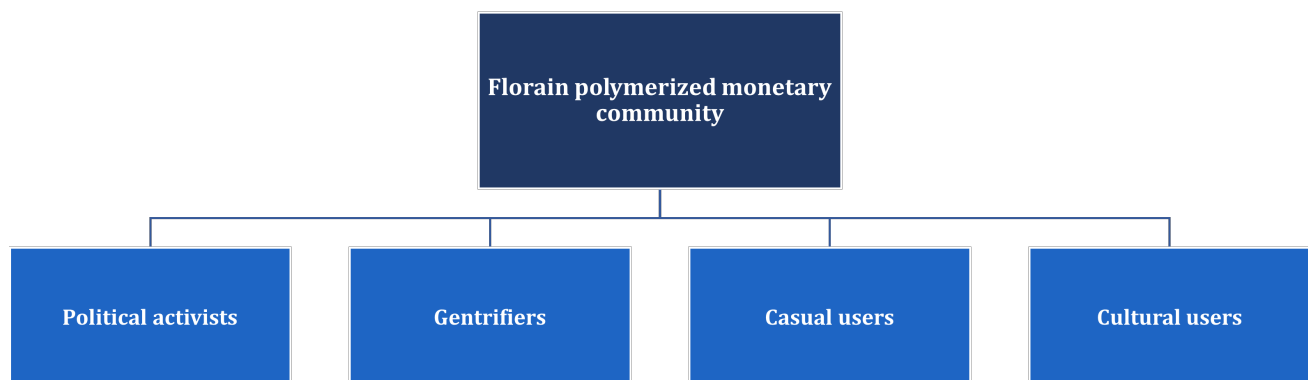 Florain polymerized monetary
community
Political activists
Gentrifiers
Casual users
Cultural users